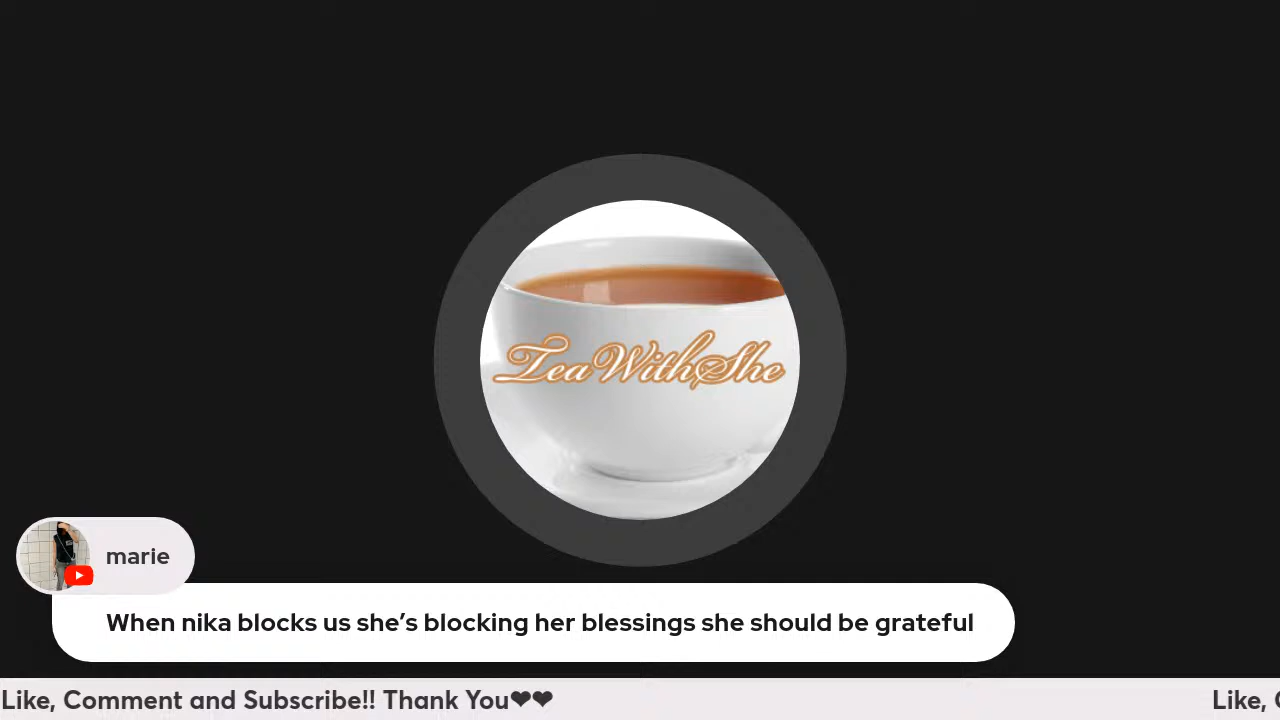 TeaWithShe
marie
When nika blocks us she’s blocking her blessings she should be grateful
Like, Comment and Subscribe!! Thank You❤❤ Like,